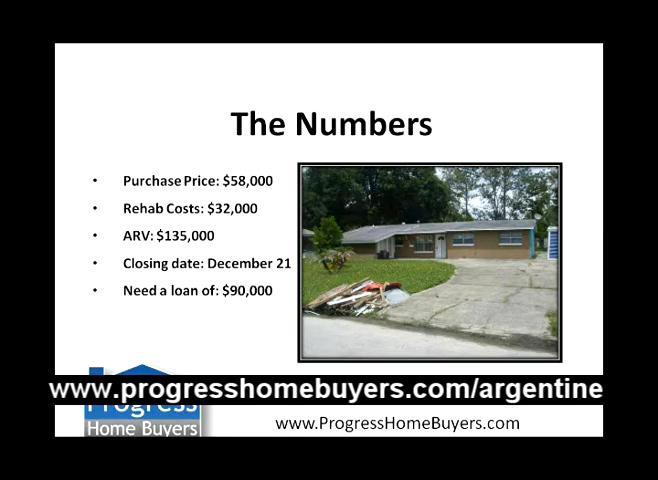 The Numbers
• Purchase Price: $58,000
• Rehab Costs: $32,000
• ARV: $135,000
• Closing date: December 21
• Need a loan of: $90,000
www.progresshomebuyers.com/argentine
Progress
Home Buyers
www.ProgressHomeBuyers.com